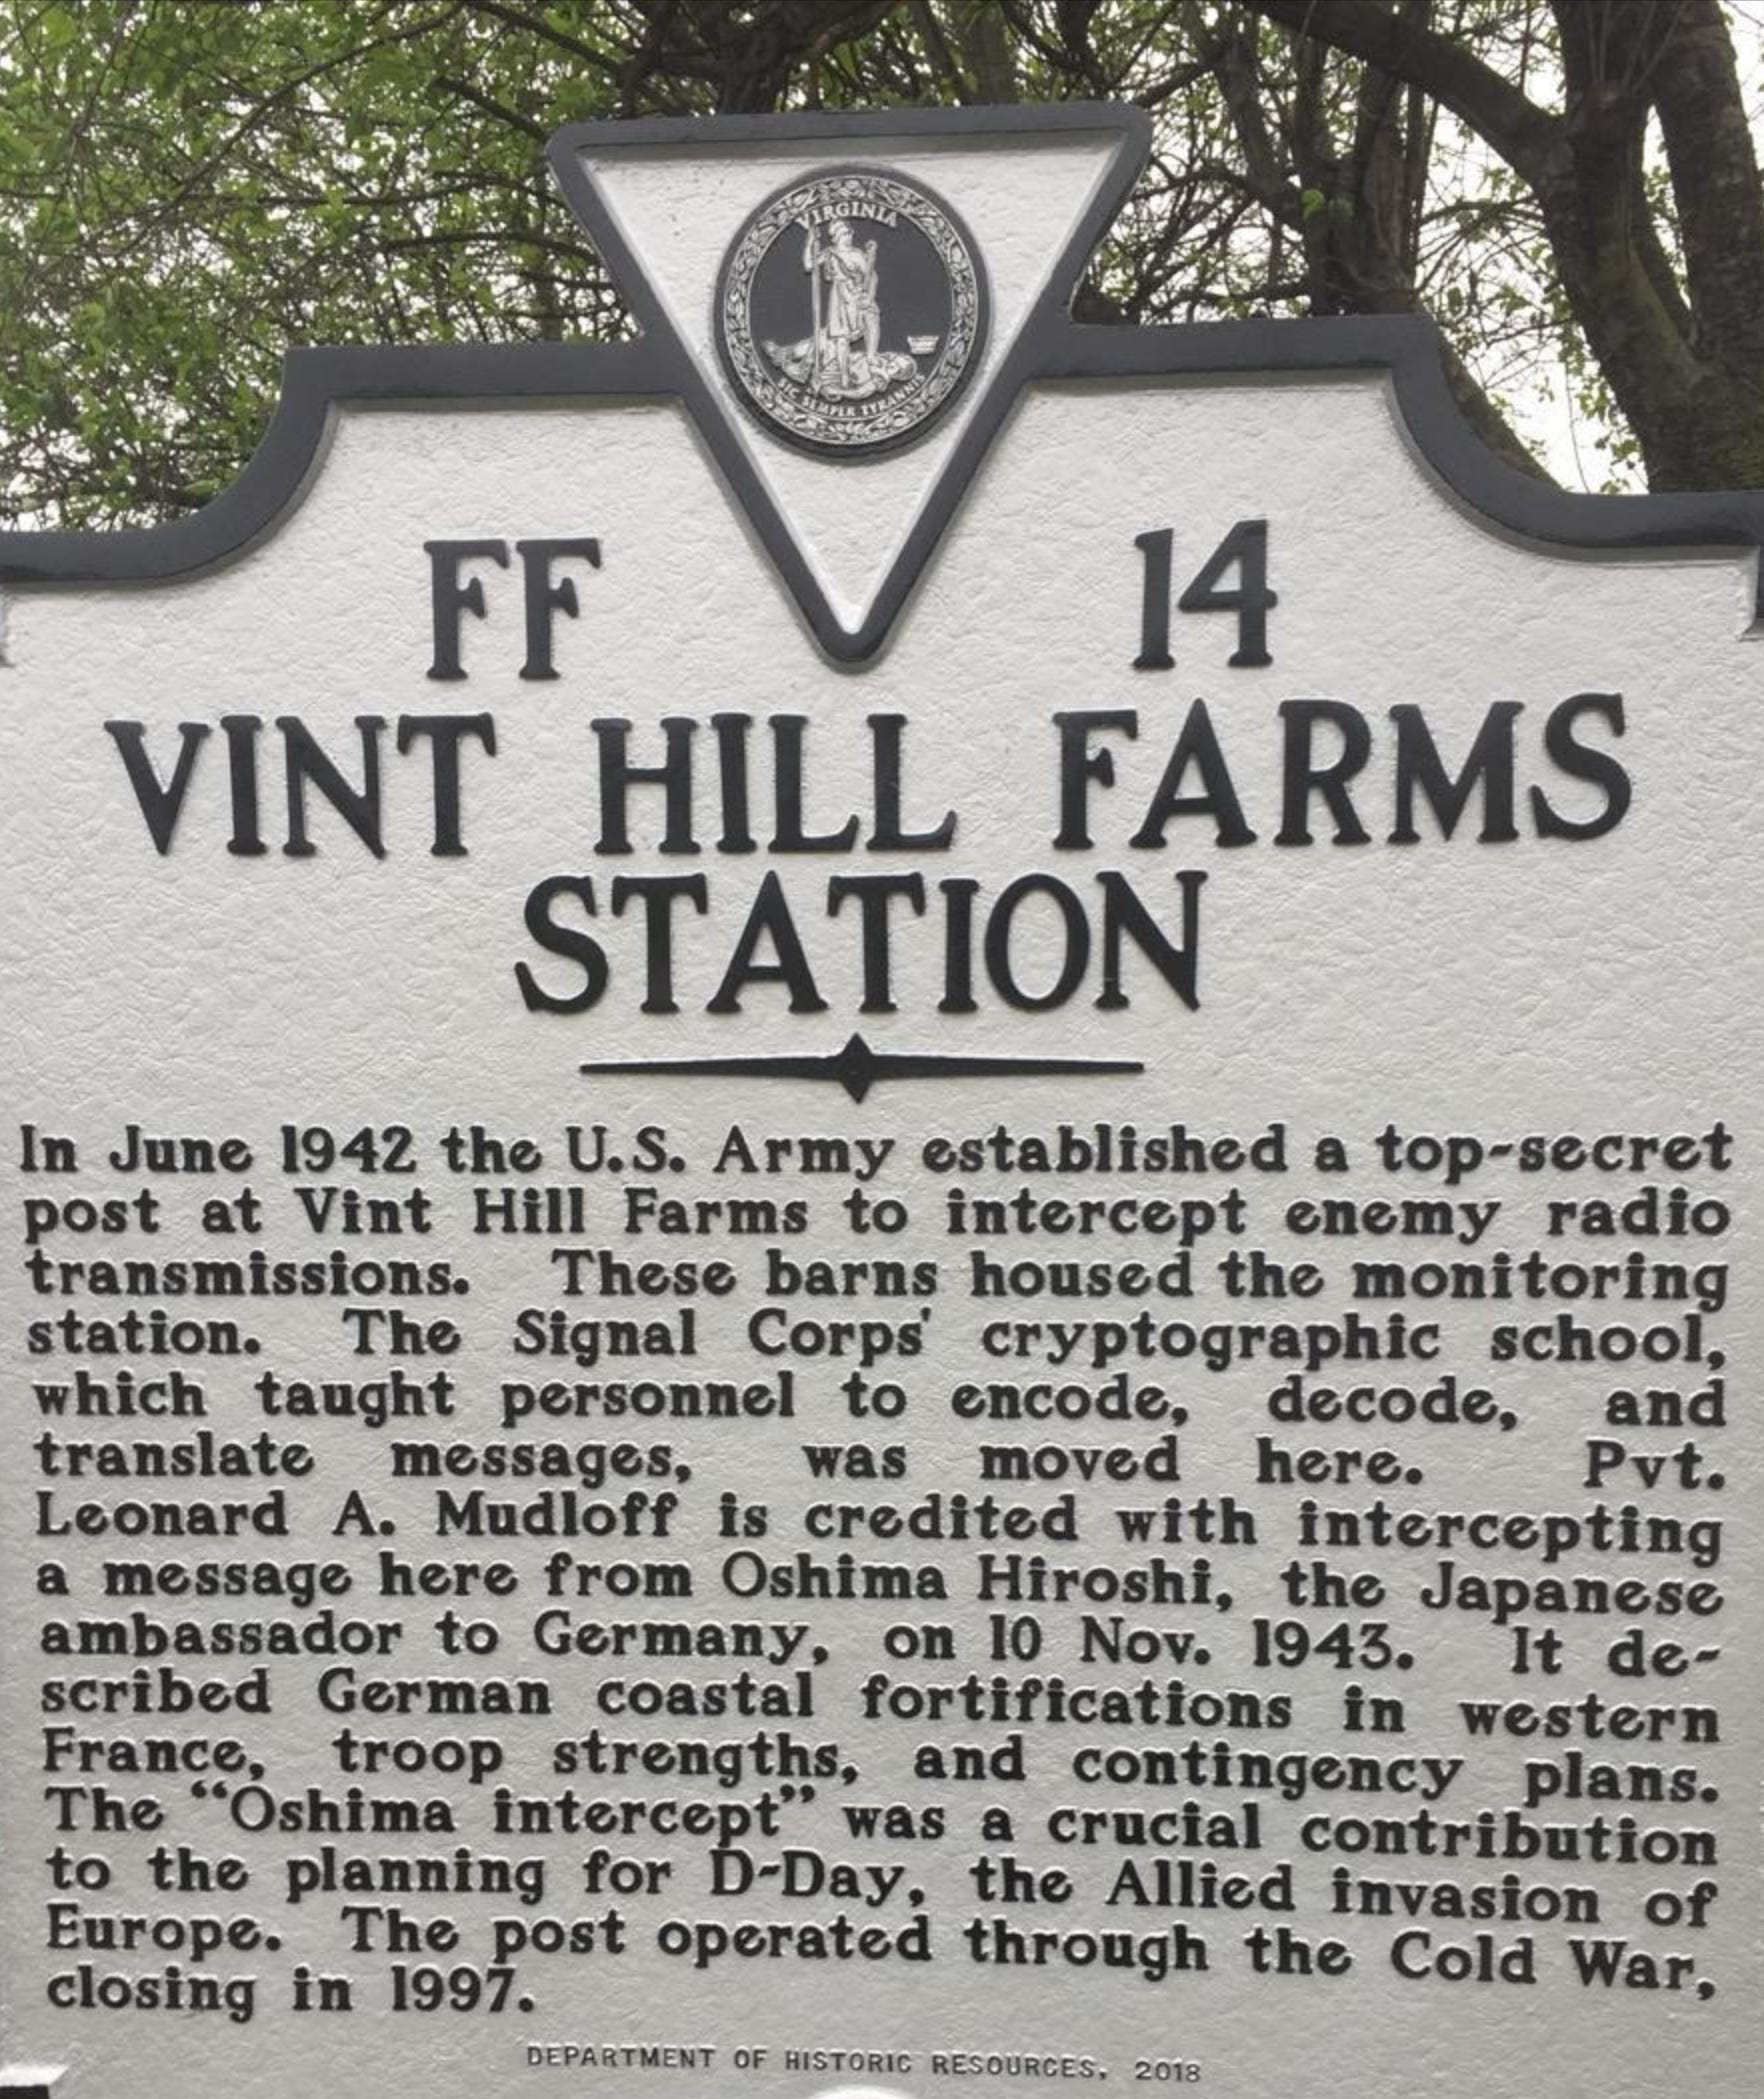 VIRGINIA
SIC SEMPER TYRANNIS
FF 14
VINT HILL FARMS
STATION
In June 1942 the U.S. Army established a top-secret
post at Vint Hill Farms to intercept enemy radio
transmissions. These barns housed the monitoring
station. The Signal Corps' cryptographic school,
which taught personnel to encode, decode, and
translate messages, was moved here. Pvt.
Leonard A. Mudloff is credited with intercepting
a message here from Oshima Hiroshi, the Japanese
ambassador to Germany, on 10 Nov. 1943. It de-
scribed German coastal fortifications in western
France, troop strengths, and contingency plans.
The “Oshima intercept” was a crucial contribution
to the planning for D-Day, the Allied invasion of
Europe. The post operated through the Cold War,
closing in 1997.
DEPARTMENT OF HISTORIC RESOURCES, 2018